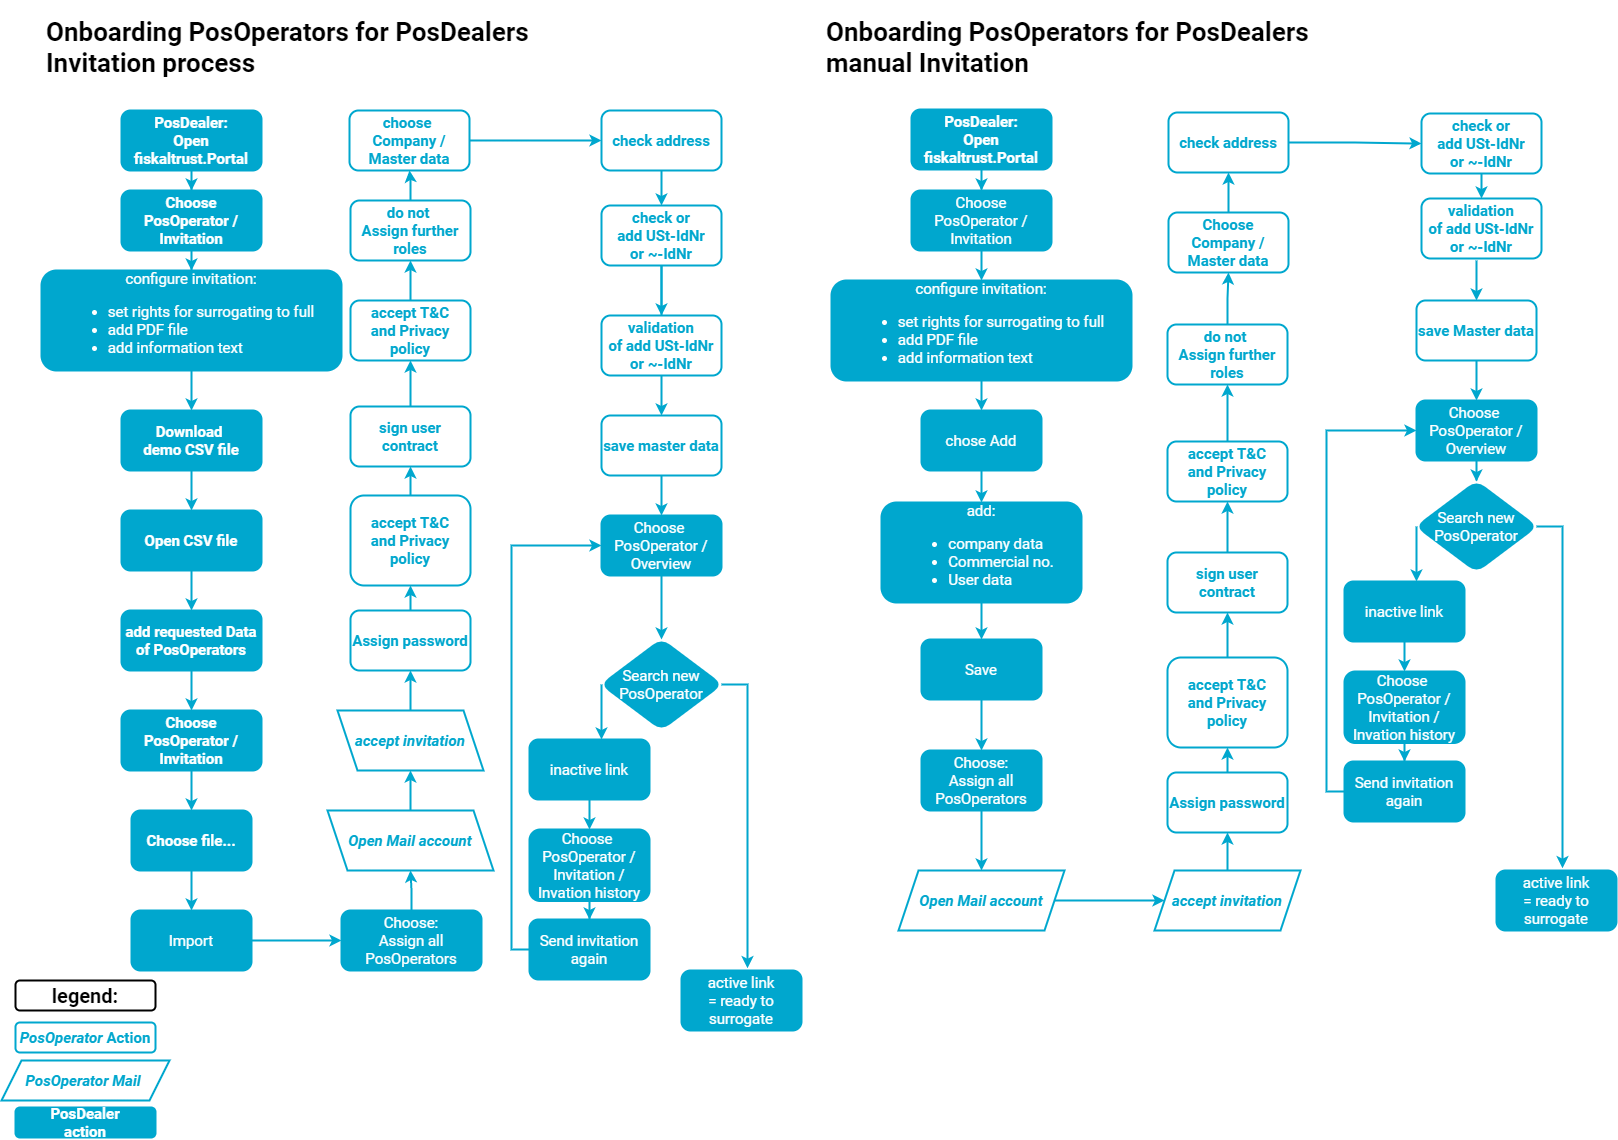 Onboarding PosOperators for PosDealers
Invitation process
PosDealer:
Open
fiskaltrust.Portal
Choose
PosOperator /
Invitation
configure invitation:
• set rights for surrogating to full
• add PDF file
• add information text
Download
demo CSV file
Open CSV file
add requested Data
of PosOperators
Choose
PosOperator /
Invitation
Choose file...
Import
Choose:
Assign all
PosOperators
Open Mail account
accept invitation
Assign password
accept T&C
and Privacy
policy
sign user
contract
accept T&C
and Privacy
policy
do not
Assign further
roles
choose
Company /
Master data
check address
check or
add USt-IdNr
or ~-IdNr
validation
of add USt-IdNr
or ~-IdNr
save master data
Choose
PosOperator /
Overview
Search new
PosOperator
inactive link
Choose
PosOperator /
Invitation /
Invation history
Send invitation
again
active link
= ready to
surrogate
legend:
PosOperator Action
PosOperator Mail
PosDealer
action
Onboarding PosOperators for PosDealers
manual Invitation
PosDealer:
Open
fiskaltrust.Portal
Choose
PosOperator /
Invitation
configure invitation:
• set rights for surrogating to full
• add PDF file
• add information text
chose Add
add:
• company data
• Commercial no.
• User data
Save
Choose:
Assign all
PosOperators
Open Mail account
accept invitation
Assign password
accept T&C
and Privacy
policy
sign user
contract
accept T&C
and Privacy
policy
do not
Assign further
roles
Choose
Company /
Master data
check address
check or
add USt-IdNr
or ~-IdNr
validation
of add USt-IdNr
or ~-IdNr
save Master data
Choose
PosOperator /
Overview
Search new
PosOperator
inactive link
Choose
PosOperator /
Invitation /
Invation history
Send invitation
again
active link
= ready to
surrogate